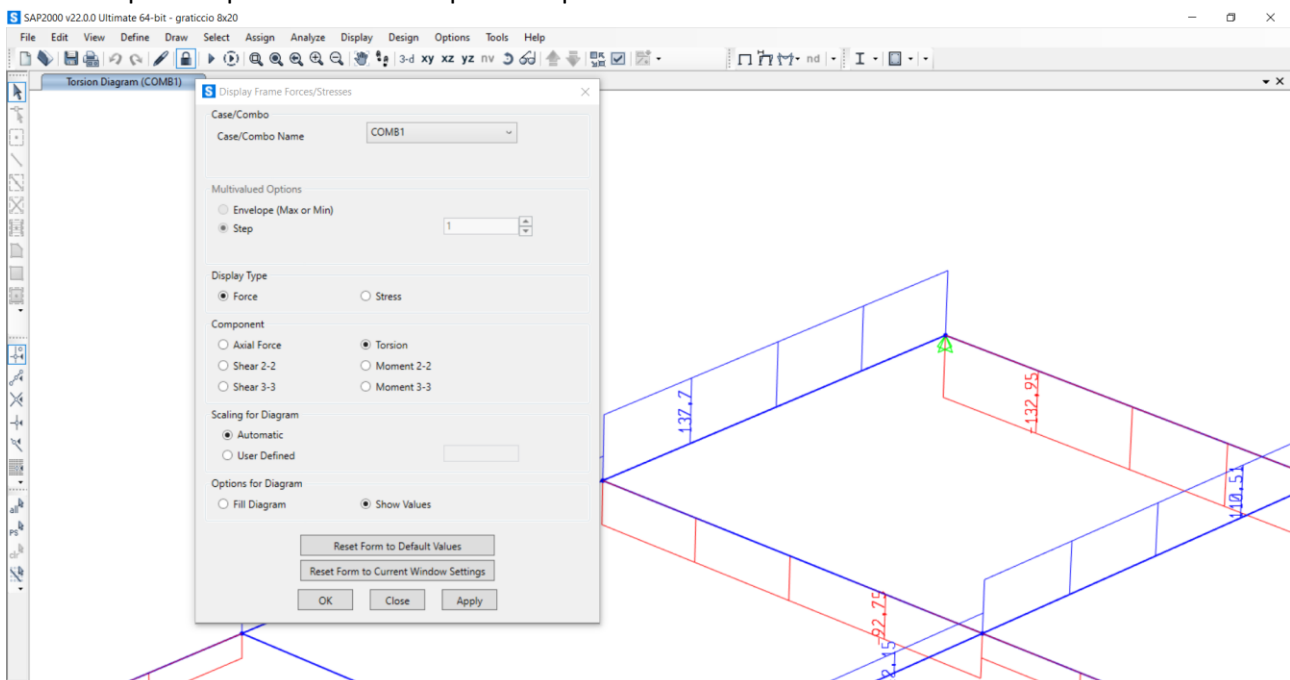 SAP2000 v22.0.0 Ultimate 64-bit - graticcio 8x20
File Edit View Define Draw Select Assign Analyze Display Design Options Tools Help
3-d xy xz yz nv
nd
Torsion Diagram (COMB1)
Display Frame Forces/Stresses
Case/Combo
Case/Combo Name
COMB1
Multivalued Options
Envelope (Max or Min)
Step
1
Display Type
Force
Stress
Component
Axial Force
Torsion
Shear 2-2
Moment 2-2
Shear 3-3
Moment 3-3
Scaling for Diagram
Automatic
User Defined
Options for Diagram
Fill Diagram
Show Values
Reset Form to Default Values
Reset Form to Current Window Settings
OK
Close
Apply
137.7
-132.95
110.51
-92.75
all
PS
clr